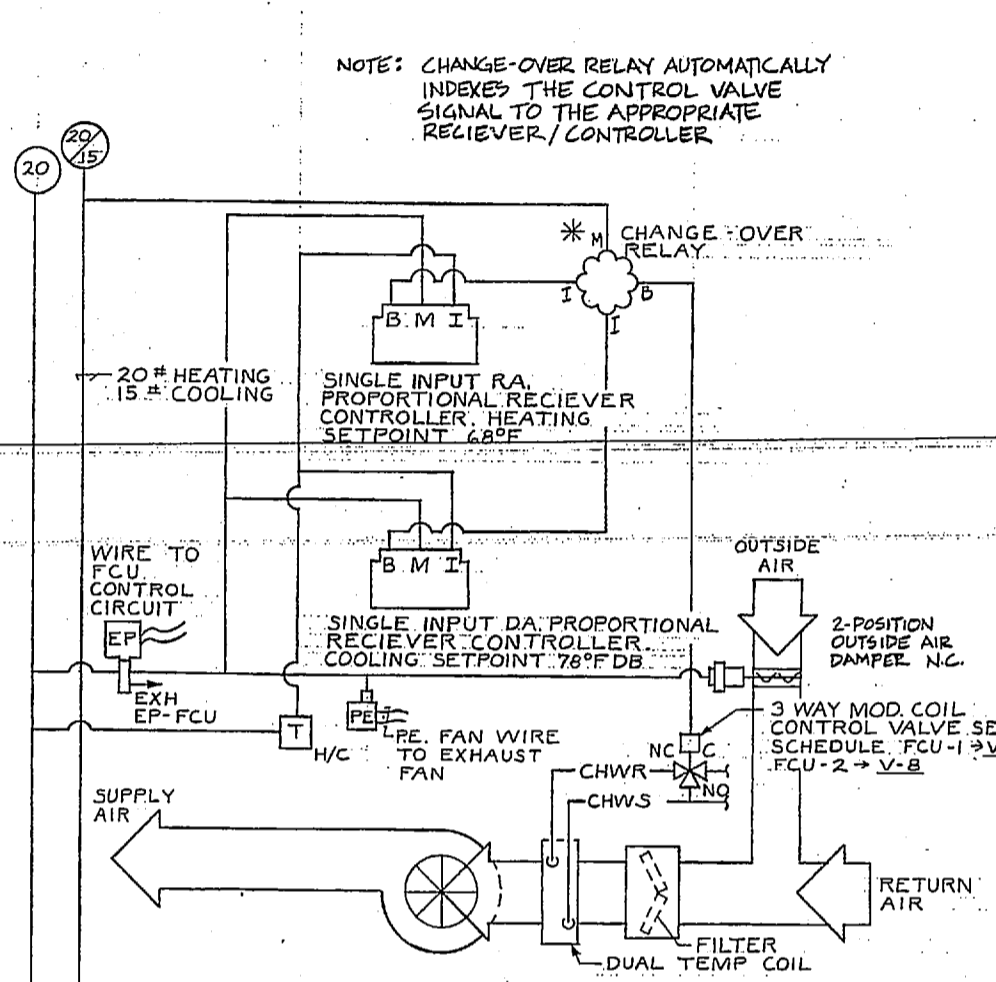 NOTE: CHANGE-OVER RELAY AUTOMATICALLY
INDEXES THE CONTROL VALVE
SIGNAL TO THE APPROPRIATE
RECIEVER/CONTROLLER
20
20/15
* M
CHANGE-OVER
RELAY
I
B
I
B M I
20# HEATING
15# COOLING
SINGLE INPUT RA.
PROPORTIONAL RECIEVER
CONTROLLER. HEATING
SETPOINT 68°F
B M I
WIRE TO
FCU
CONTROL
CIRCUIT
EP
EXH
EP-FCU
SINGLE INPUT DA. PROPORTIONAL
RECIEVER CONTROLLER.
COOLING SETPOINT 78°F DB
OUTSIDE
AIR
2-POSITION
OUTSIDE AIR
DAMPER N.C.
T
H/C
PE
P.E. FAN WIRE
TO EXHAUST
FAN
3 WAY MOD. COIL
CONTROL VALVE SE
SCHEDULE FCU-1→V
FCU-2→V-8
NC
C
NO
CHWR
CHWS
SUPPLY
AIR
RETURN
AIR
FILTER
DUAL TEMP COIL